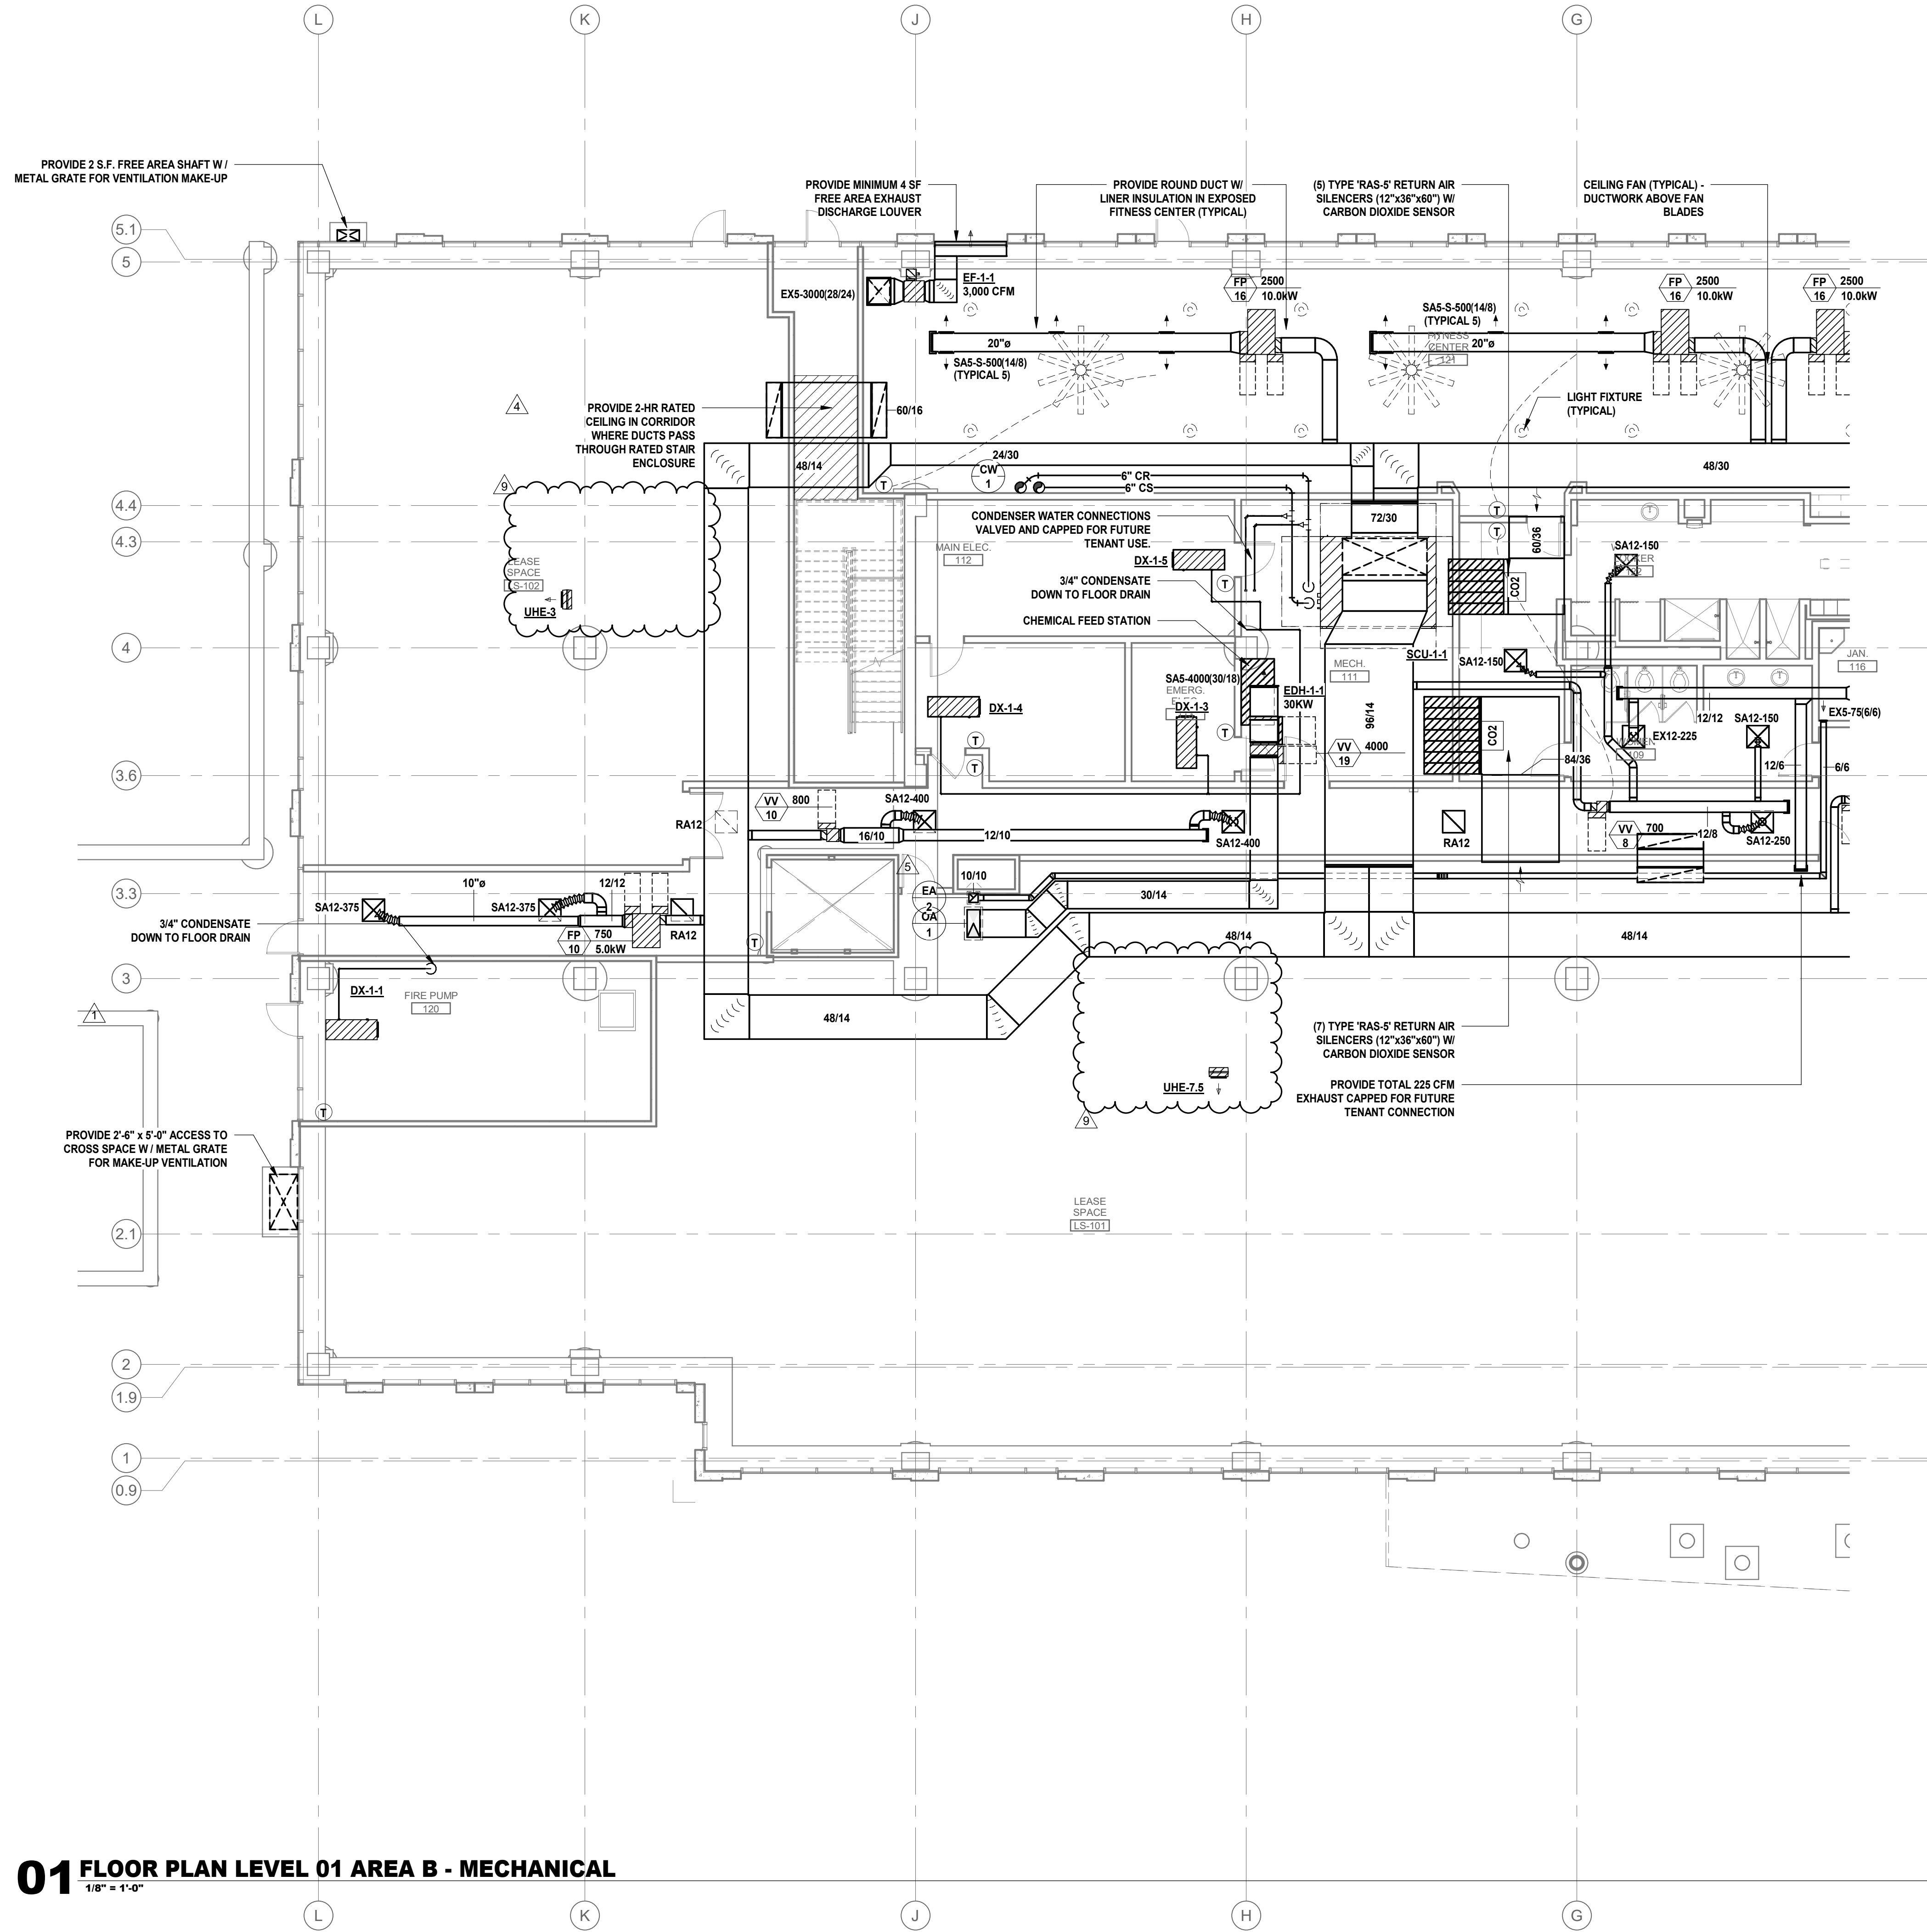 L
K
J
H
G
PROVIDE 2 S.F. FREE AREA SHAFT W /
METAL GRATE FOR VENTILATION MAKE-UP
PROVIDE MINIMUM 4 SF
FREE AREA EXHAUST
DISCHARGE LOUVER
PROVIDE ROUND DUCT W/
LINER INSULATION IN EXPOSED
FITNESS CENTER (TYPICAL)
(5) TYPE 'RAS-5' RETURN AIR
SILENCERS (12"x36"x60") W/
CARBON DIOXIDE SENSOR
CEILING FAN (TYPICAL) -
DUCTWORK ABOVE FAN
BLADES
5.1
5
EX5-3000(28/24)
EF-1-1
3,000 CFM
FP
16
2500
10.0kW
FP
16
2500
10.0kW
FP
16
2500
10.0kW
SA5-S-500(14/8)
(TYPICAL 5)
20"ø
SA5-S-500(14/8)
(TYPICAL 5)
FITNESS
CENTER
121
20"ø
4
PROVIDE 2-HR RATED
CEILING IN CORRIDOR
WHERE DUCTS PASS
THROUGH RATED STAIR
ENCLOSURE
60/16
LIGHT FIXTURE
(TYPICAL)
48/14
24/30
48/30
CW
1
6" CR
6" CS
T
9
4.4
4.3
CONDENSER WATER CONNECTIONS
VALVED AND CAPPED FOR FUTURE
TENANT USE.
72/30
T
T
60/36
MAIN ELEC.
112
DX-1-5
T
3/4" CONDENSATE
DOWN TO FLOOR DRAIN
CHEMICAL FEED STATION
CO2
SA12-150
LEASE
SPACE
LS-102
UHE-3
4
SCU-1-1
SA12-150
MECH.
111
JAN.
116
SA5-4000(30/18)
EMERG.
DX-1-3
EDH-1-1
30KW
DX-1-4
96/14
T
T
T
VV
19
4000
CO2
84/36
12/12
SA12-150
EX5-75(6/6)
EX12-225
109
12/6
6/6
3.6
VV
10
800
SA12-400
RA12
16/10
12/10
SA12-400
RA12
VV
8
700
12/8
SA12-250
5
3.3
10"ø
12/12
SA12-375
SA12-375
FP
10
750
5.0kW
RA12
T
EA
2
OA
1
10/10
30/14
48/14
48/14
3/4" CONDENSATE
DOWN TO FLOOR DRAIN
3
DX-1-1
FIRE PUMP
120
1
48/14
(7) TYPE 'RAS-5' RETURN AIR
SILENCERS (12"x36"x60") W/
CARBON DIOXIDE SENSOR
UHE-7.5
9
PROVIDE TOTAL 225 CFM
EXHAUST CAPPED FOR FUTURE
TENANT CONNECTION
T
PROVIDE 2'-6" x 5'-0" ACCESS TO
CROSS SPACE W / METAL GRATE
FOR MAKE-UP VENTILATION
LEASE
SPACE
LS-101
2.1
2
1.9
1
0.9
01 FLOOR PLAN LEVEL 01 AREA B - MECHANICAL
1/8" = 1'-0"
L
K
J
H
G